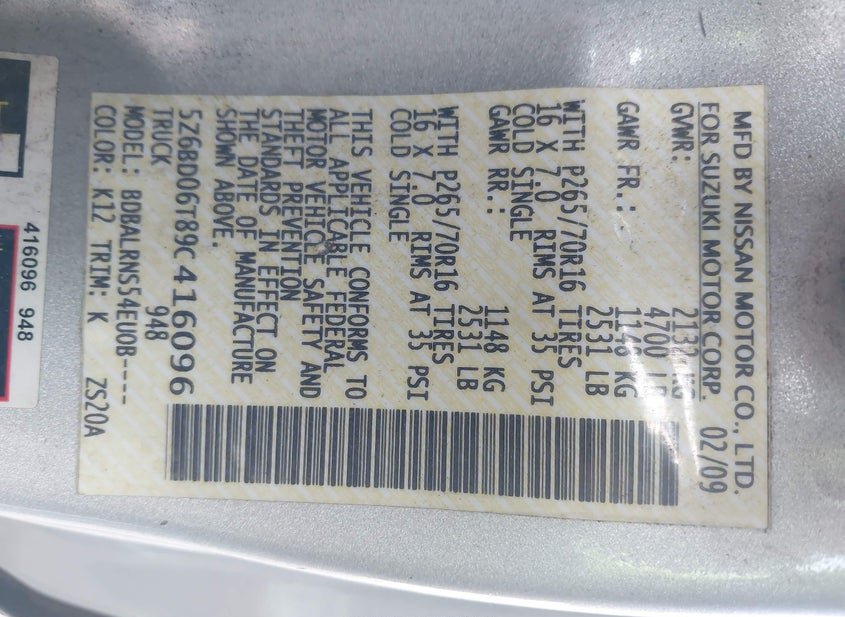 MFD BY NISSAN MOTOR CO., LTD.
FOR SUZUKI MOTOR CORP. 02/09
GVWR: 2132 KG
4700 LB
GAWR FR.: 1148 KG
2531 LB
WITH P265/70R16 TIRES
16 X 7.0 RIMS AT 35 PSI
COLD SINGLE
GAWR RR.: 1148 KG
2531 LB
WITH P265/70R16 TIRES
16 X 7.0 RIMS AT 35 PSI
COLD SINGLE
THIS VEHICLE CONFORMS TO
ALL APPLICABLE FEDERAL
MOTOR VEHICLE SAFETY AND
THEFT PREVENTION
STANDARDS IN EFFECT ON
THE DATE OF MANUFACTURE
SHOWN ABOVE.
5Z6BD06T89C416096
TRUCK 948
MODEL: BDBALRNS54EUOB----
COLOR: K12 TRIM: K ZS20A
416096 948